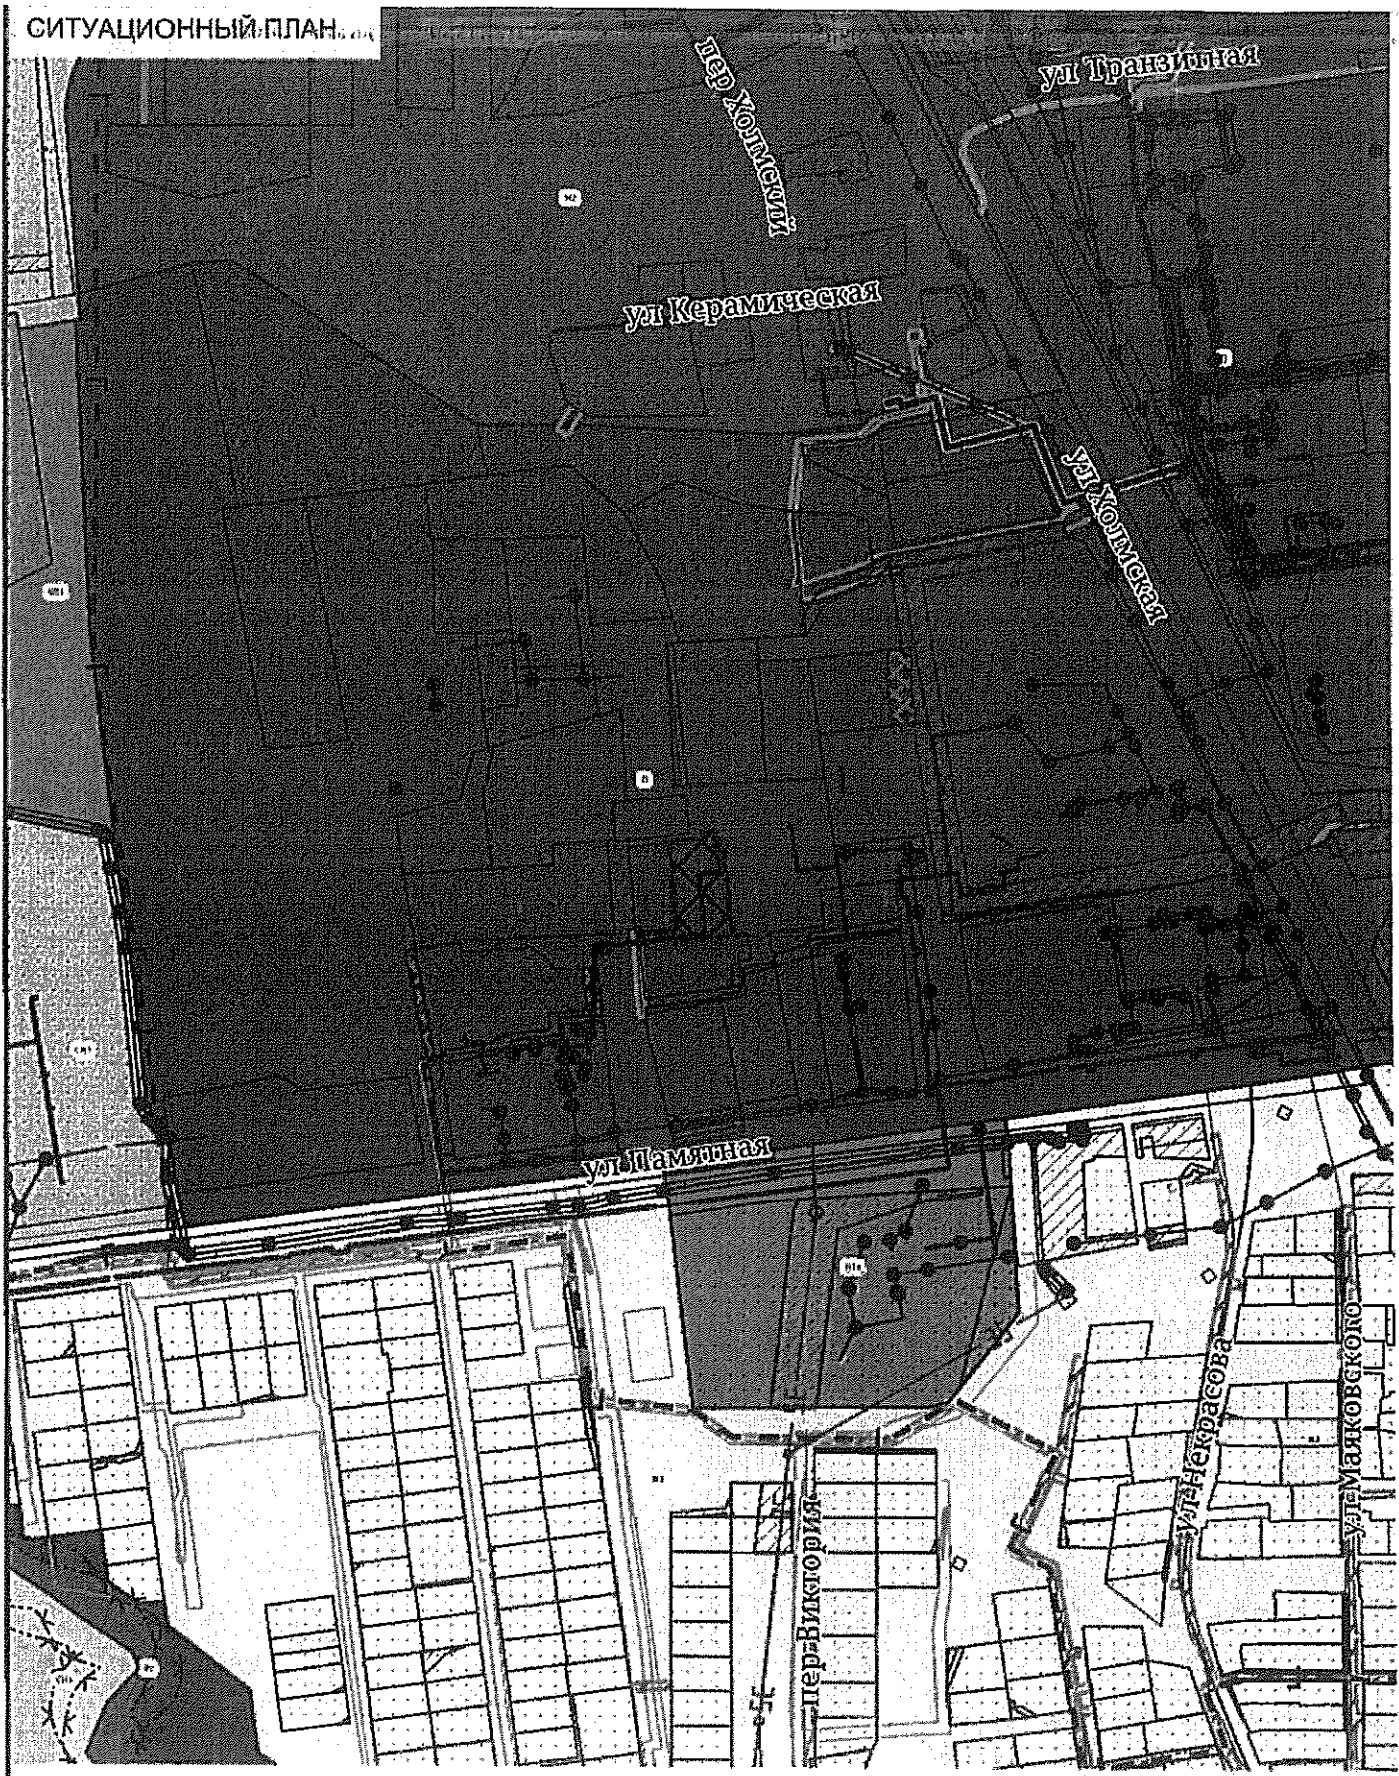 СИТУАЦИОННЫЙ ПЛАН
ул Транзитная
пер Холмский
ул Керамическая
ул Холмская
ул Памятная
ул Некрасова
ул Маяковского
пер Виктория